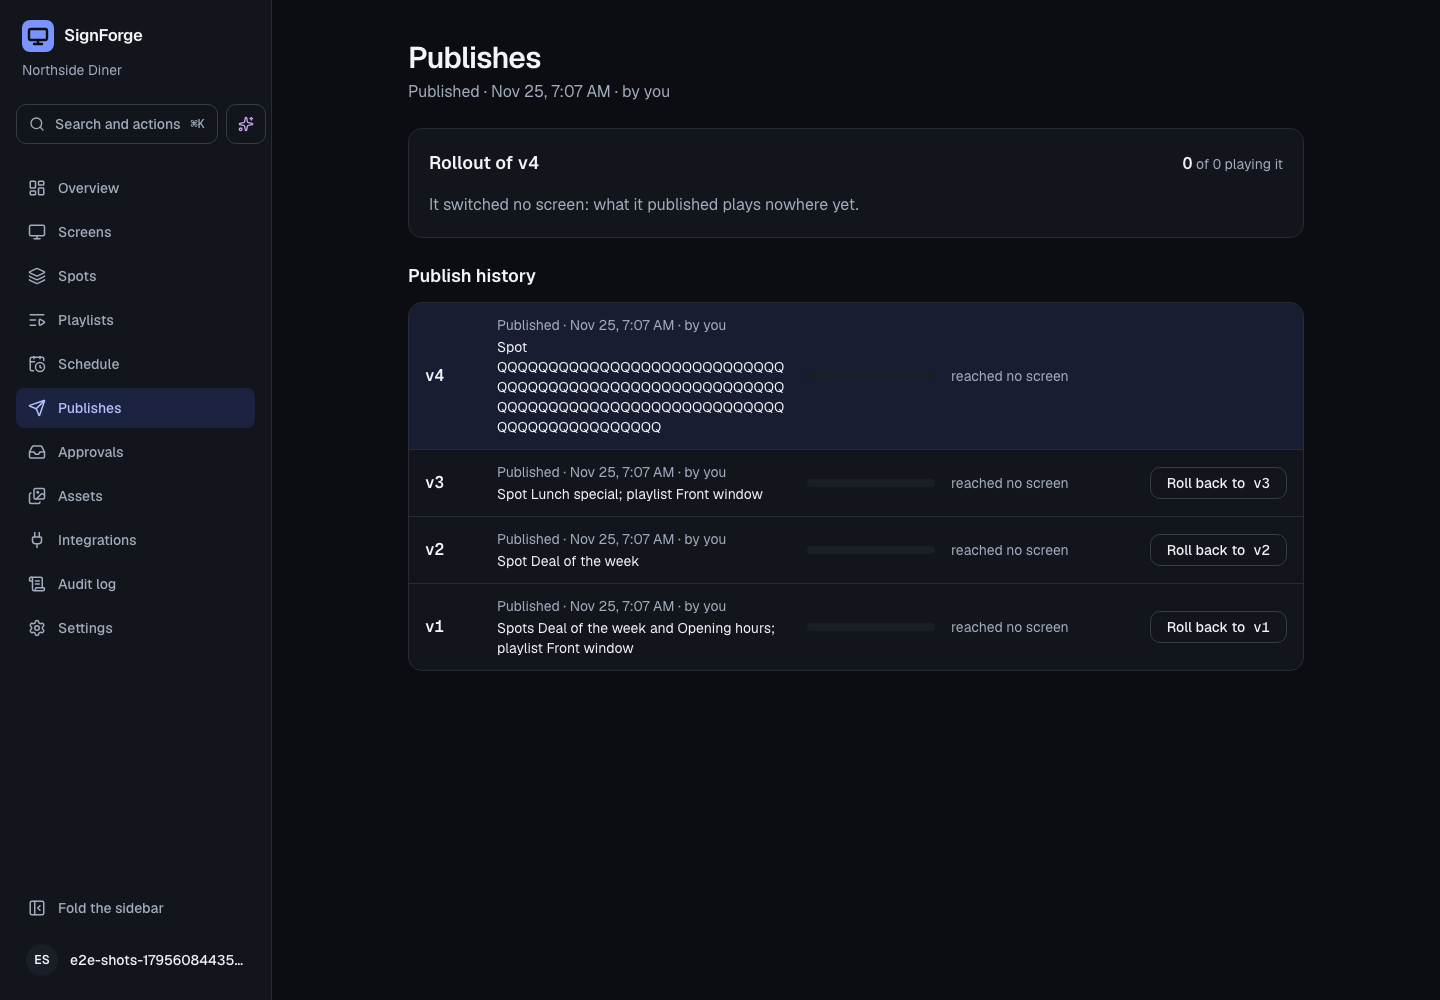 SignForge
Northside Diner
Search and actions ⌘K
Overview
Screens
Spots
Playlists
Schedule
Publishes
Approvals
Assets
Integrations
Audit log
Settings
Fold the sidebar
ES e2e-shots-17956084435…
Publishes
Published · Nov 25, 7:07 AM · by you
Rollout of v4
0 of 0 playing it
It switched no screen: what it published plays nowhere yet.
Publish history
v4
Published · Nov 25, 7:07 AM · by you
Spot
QQQQQQQQQQQQQQQQQQQQQQQQQQQQ
QQQQQQQQQQQQQQQQQQQQQQQQQQQQ
QQQQQQQQQQQQQQQQQQQQQQQQQQQQ
QQQQQQQQQQQQQQQQ
reached no screen
v3
Published · Nov 25, 7:07 AM · by you
Spot Lunch special; playlist Front window
reached no screen
Roll back to v3
v2
Published · Nov 25, 7:07 AM · by you
Spot Deal of the week
reached no screen
Roll back to v2
v1
Published · Nov 25, 7:07 AM · by you
Spots Deal of the week and Opening hours;
playlist Front window
reached no screen
Roll back to v1